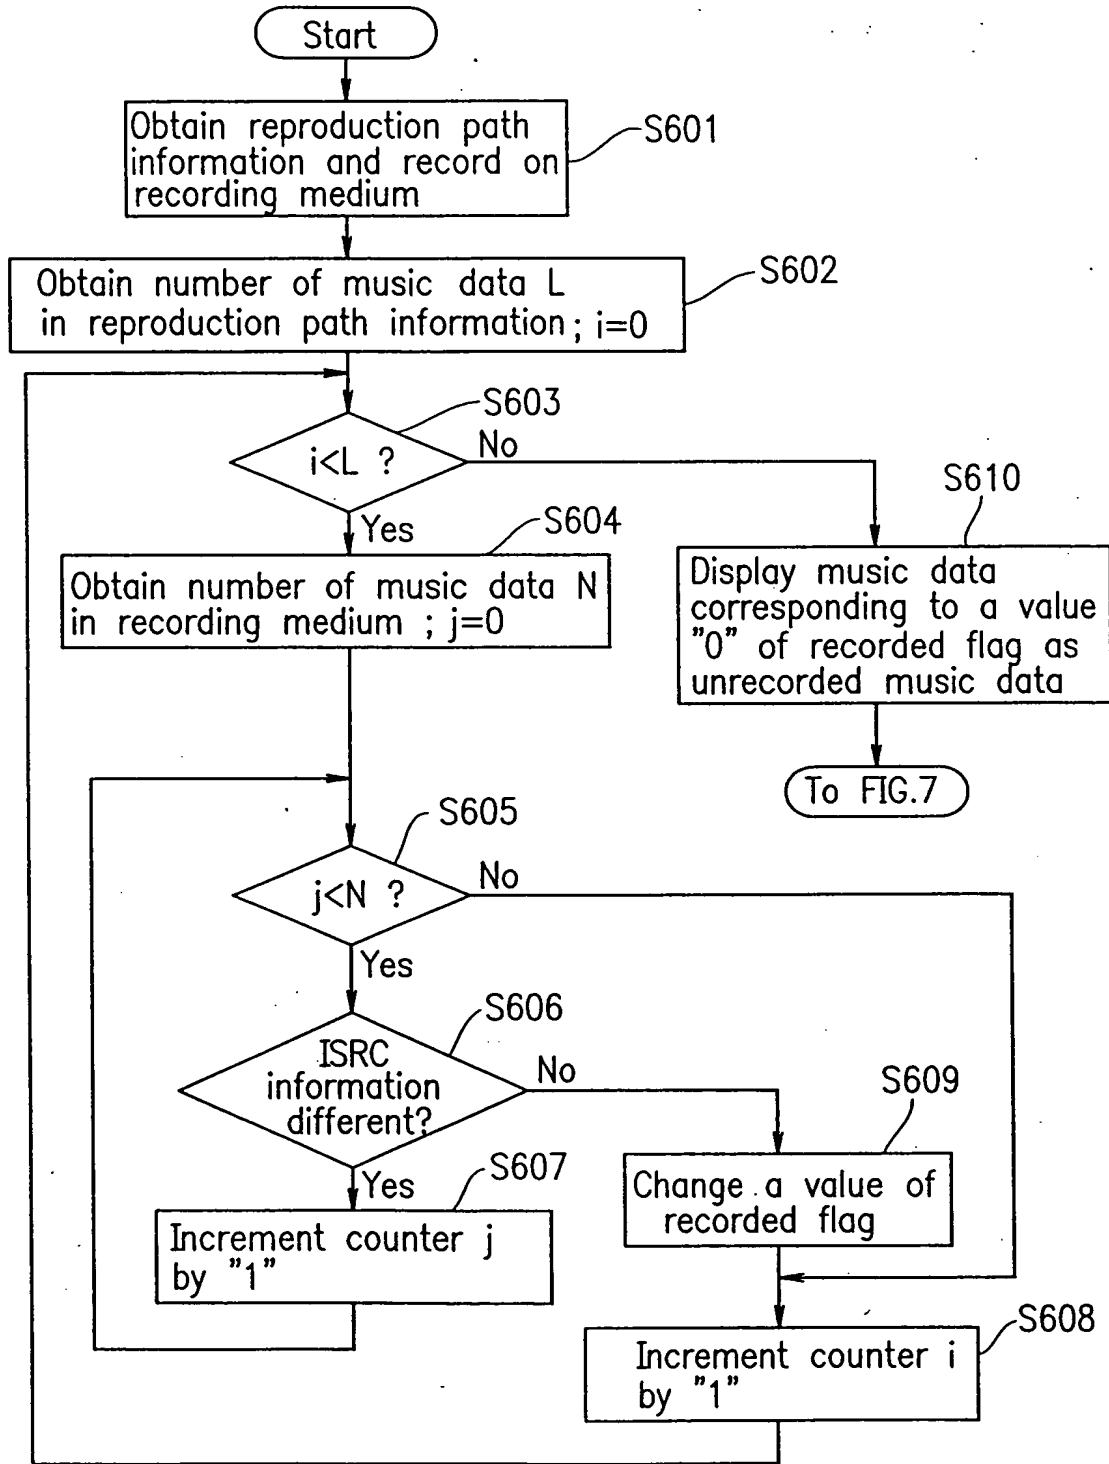 Start
Obtain reproduction path
information and record on
recording medium
S601
Obtain number of music data L
in reproduction path information; i=0
S602
S603
i<L ?
No
Yes
S604
S610
Obtain number of music data N
in recording medium ; j=0
Display music data
corresponding to a value
"0" of recorded flag as
unrecorded music data
To FIG.7
S605
j<N ?
No
Yes
S606
ISRC
information
different?
No
S609
Yes
S607
Change a value of
recorded flag
Increment counter j
by "1"
S608
Increment counter i
by "1"